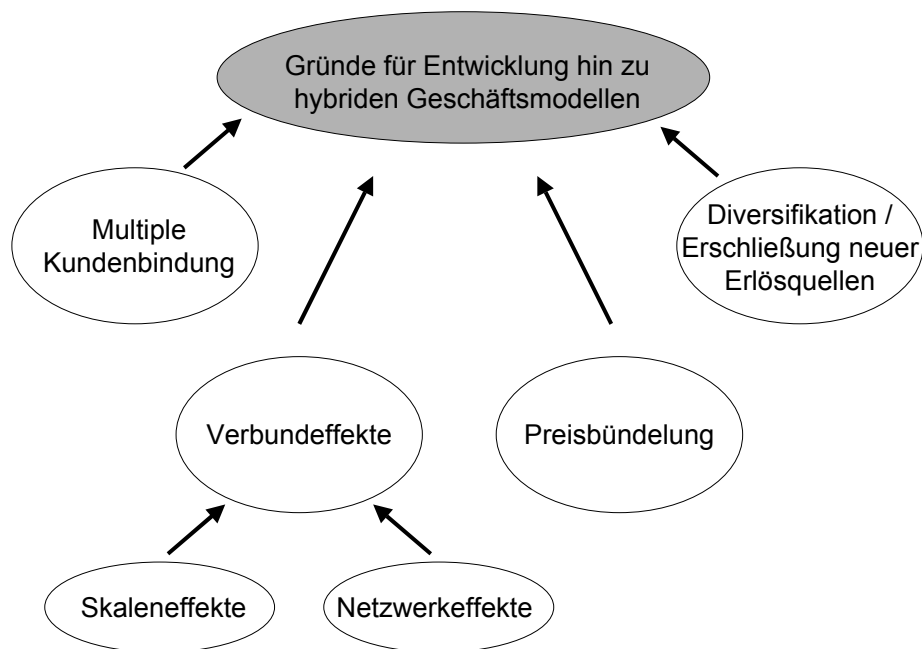 Gründe für Entwicklung hin zu
hybriden Geschäftsmodellen
Multiple
Kundenbindung
Diversifikation /
Erschließung neuer
Erlösquellen
Verbundeffekte
Preisbündelung
Skaleneffekte
Netzwerkeffekte